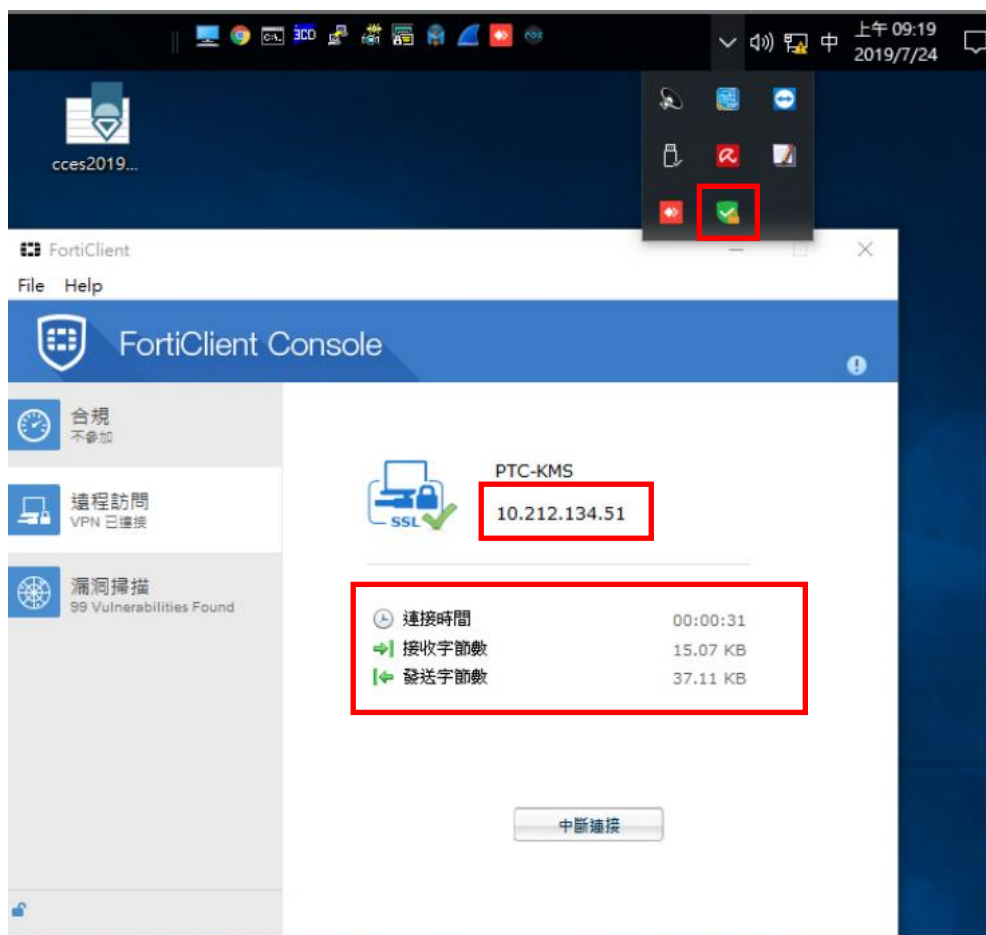 上午 09:19
中
2019/7/24
cces2019...
FortiClient
File Help
FortiClient Console
合規
不參加
PTC-KMS
10.212.134.51
SSL
遠程訪問
VPN 已連接
漏洞掃描
99 Vulnerabilities Found
連接時間 00:00:31
接收字節數 15.07 KB
發送字節數 37.11 KB
中斷連接